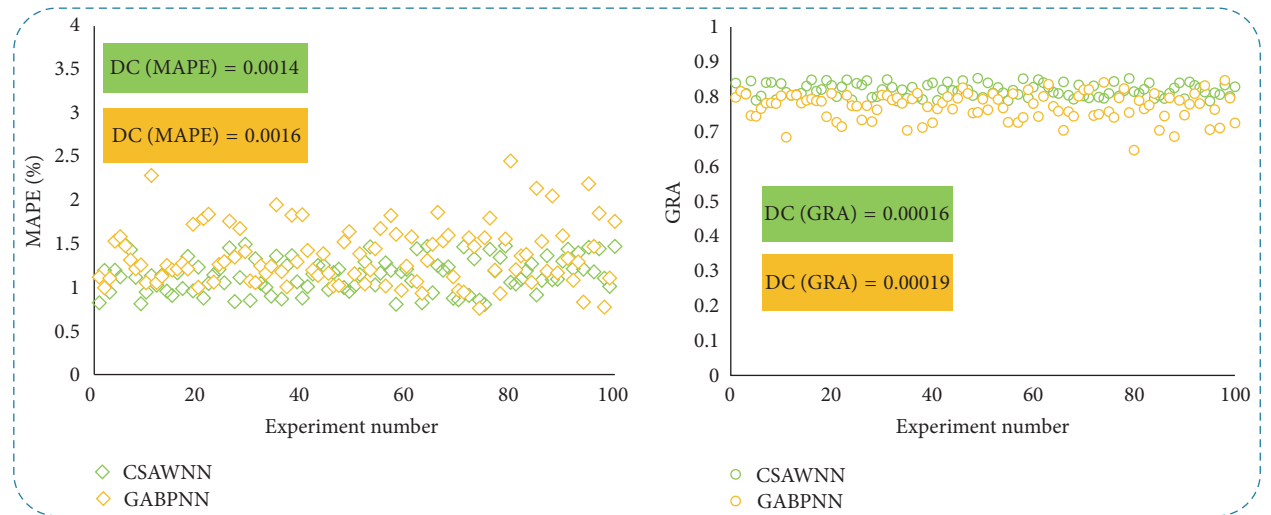 4
3.5
3
2.5
2
1.5
1
0.5
0
MAPE (%)
DC (MAPE) = 0.0014
DC (MAPE) = 0.0016
0
20
40
60
80
100
Experiment number
CSAWNN
GABPNN
1
0.9
0.8
0.7
0.6
0.5
0.4
0.3
0.2
0.1
0
GRA
DC (GRA) = 0.00016
DC (GRA) = 0.00019
0
20
40
60
80
100
Experiment number
CSAWNN
GABPNN